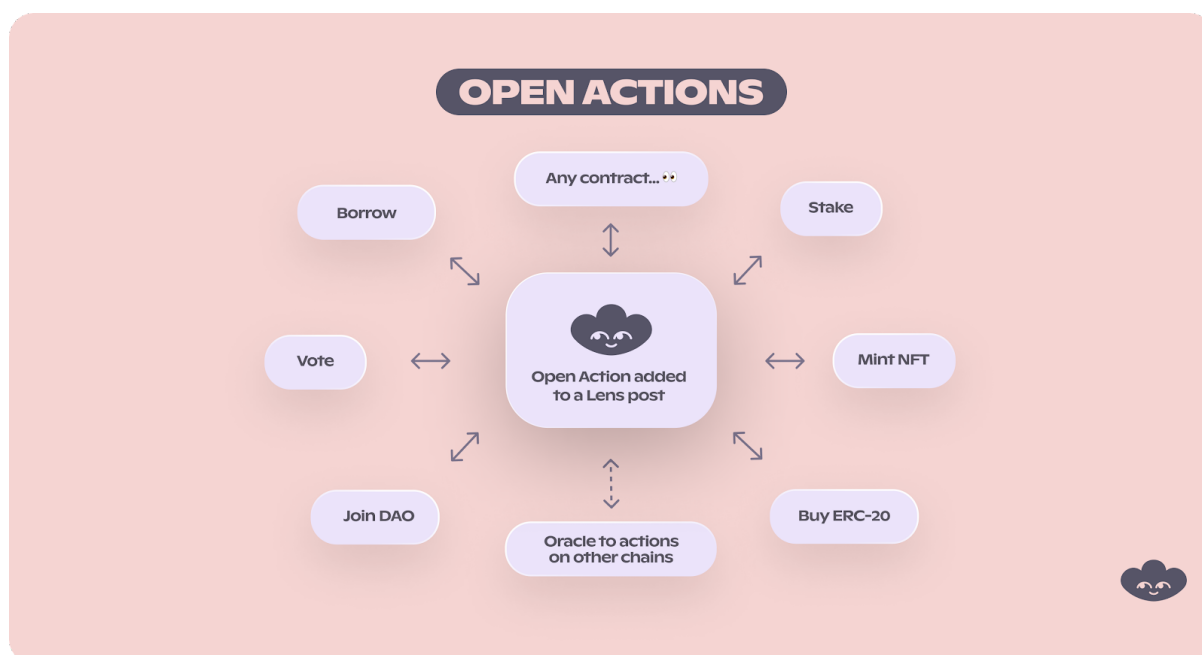 OPEN ACTIONS
Any contract...👀
Borrow
Stake
Open Action added
to a Lens post
Vote
Mint NFT
Join DAO
Buy ERC-20
Oracle to actions
on other chains